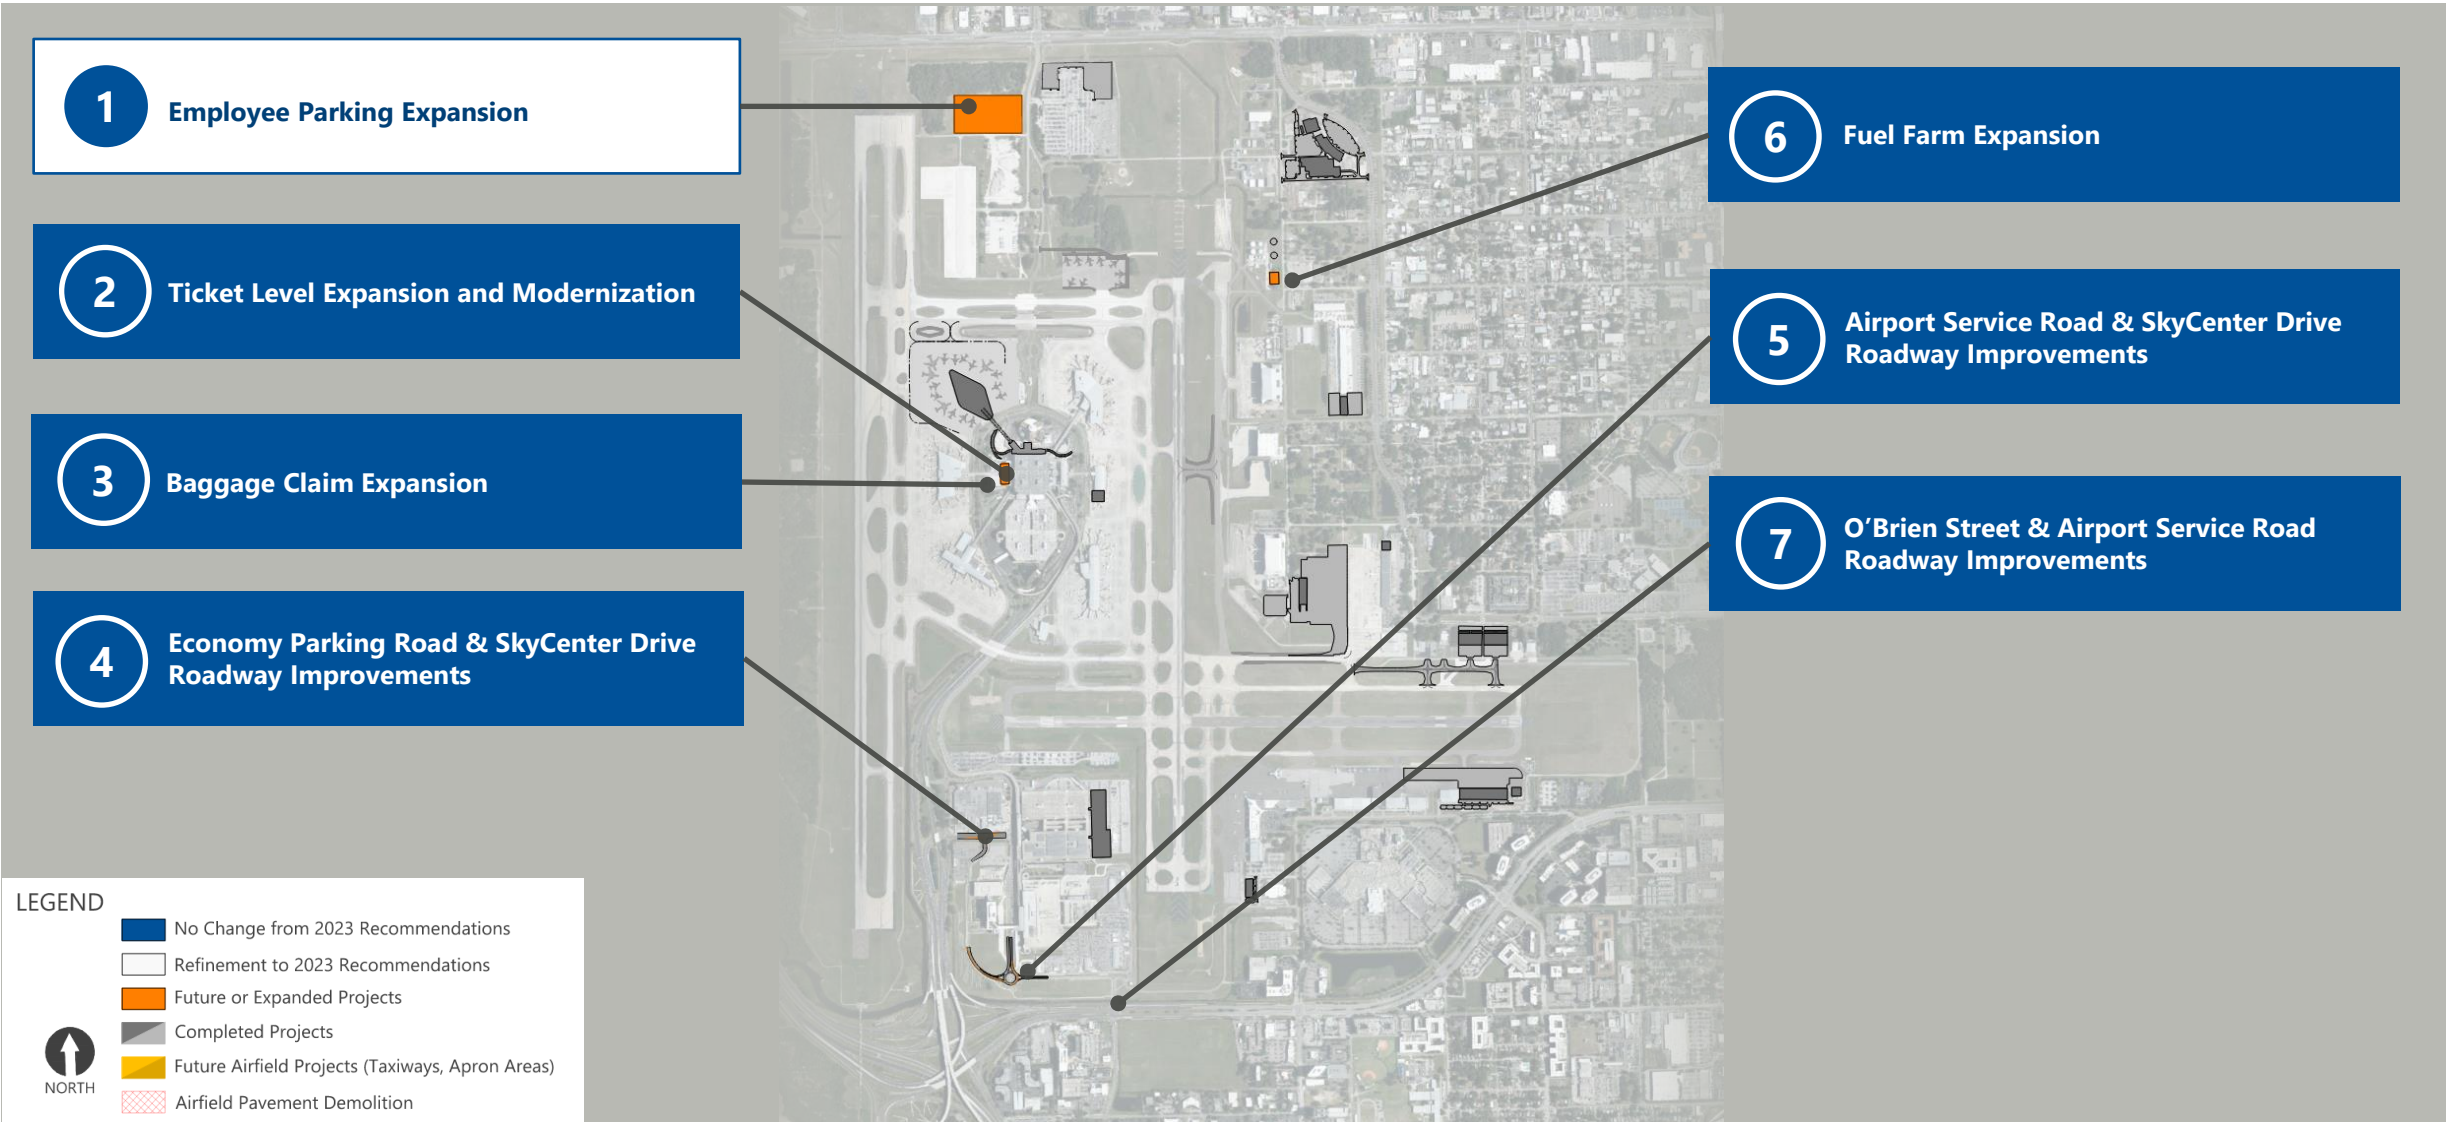 1
Employee Parking Expansion
2
Ticket Level Expansion and Modernization
3
Baggage Claim Expansion
4
Economy Parking Road & SkyCenter Drive
Roadway Improvements
6
Fuel Farm Expansion
5
Airport Service Road & SkyCenter Drive
Roadway Improvements
7
O’Brien Street & Airport Service Road
Roadway Improvements
LEGEND
No Change from 2023 Recommendations
Refinement to 2023 Recommendations
Future or Expanded Projects
Completed Projects
Future Airfield Projects (Taxiways, Apron Areas)
Airfield Pavement Demolition
NORTH